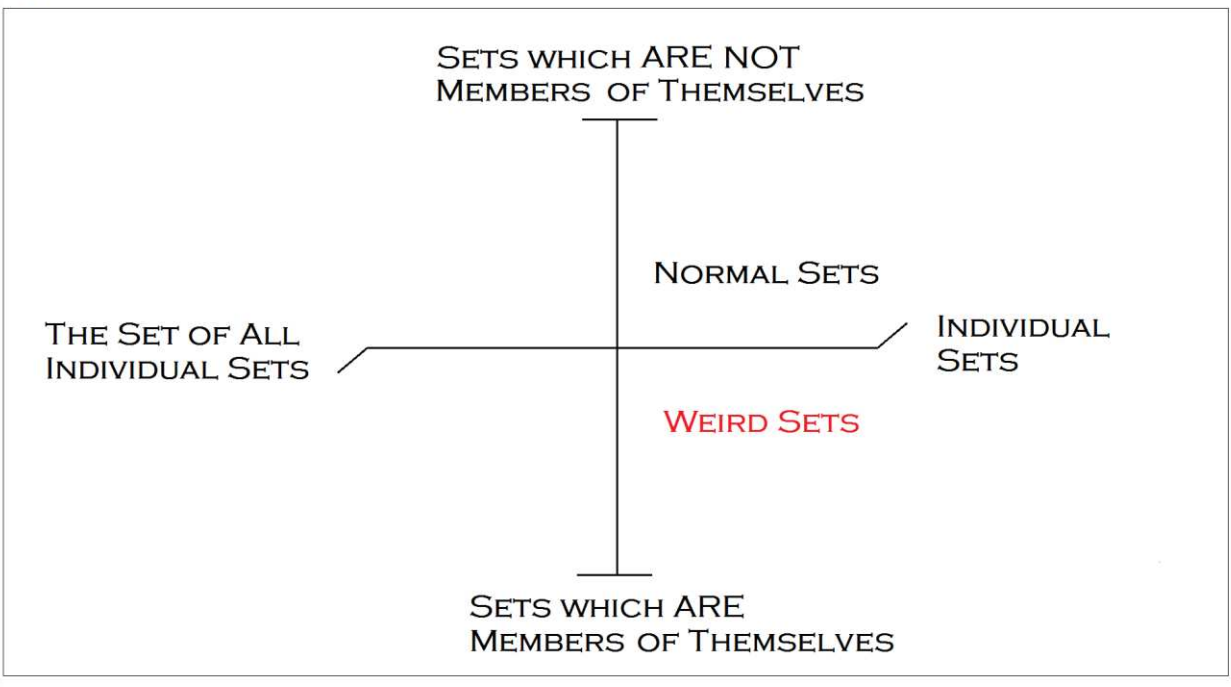 Sets which ARE NOT
Members of Themselves
Normal Sets
The Set of All
Individual Sets
Individual
Sets
Weird Sets
Sets which ARE
Members of Themselves